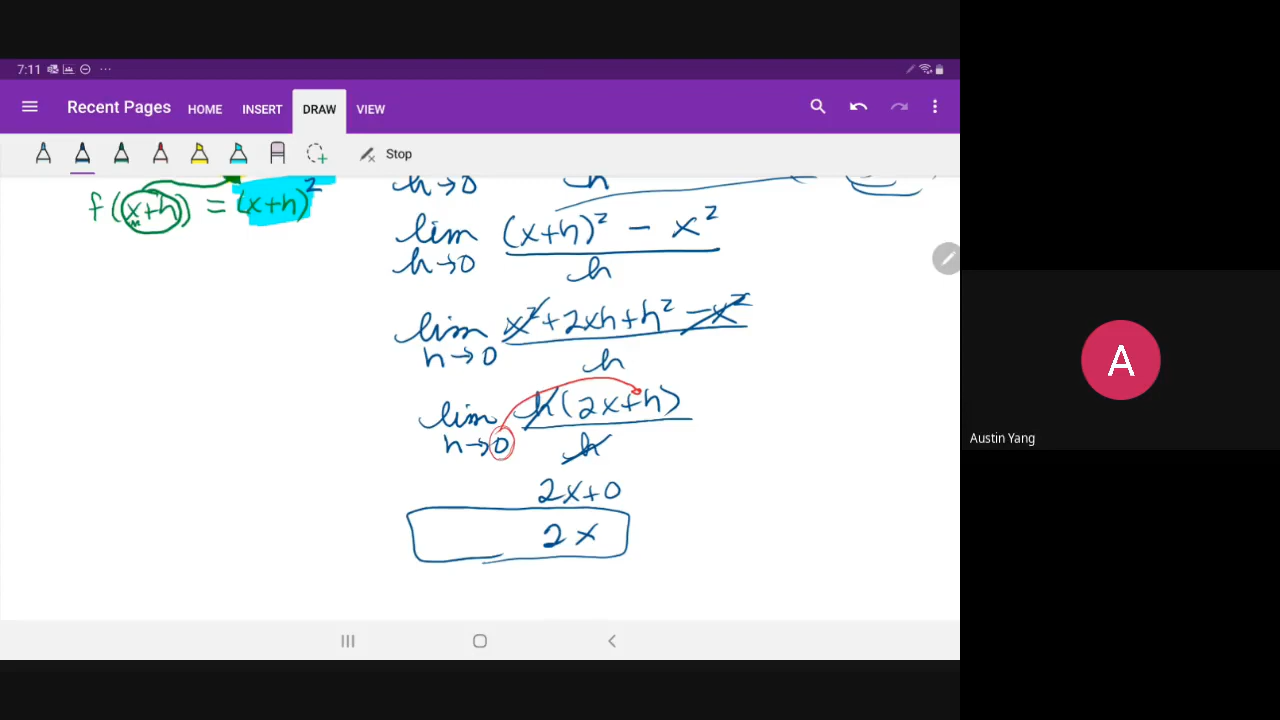 7:11
Recent Pages HOME INSERT DRAW VIEW
Stop
f(x+h) = (x+h)²
h→0 h
lim (x+h)² - x²
h→0 h
lim x²+2xh+h² -x²
h→0 h
lim h(2x+h)
h→0 h
2x+0
2x
A
Austin Yang